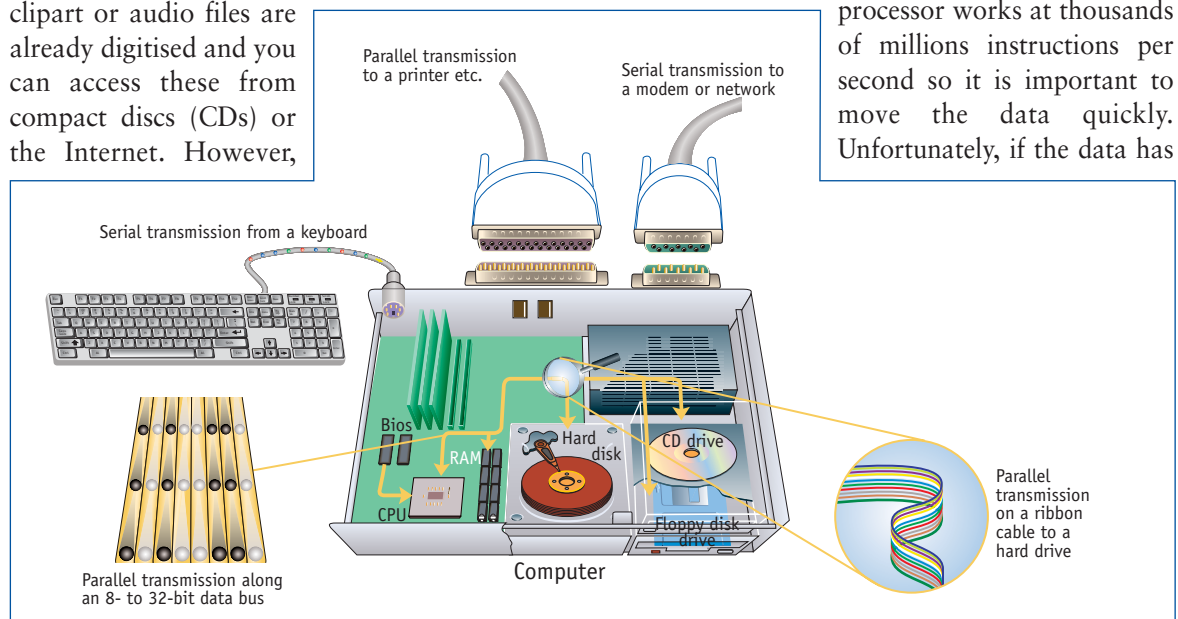 clipart or audio files are
already digitised and you
can access these from
compact discs (CDs) or
the Internet. However,
processor works at thousands
of millions instructions per
second so it is important to
move the data quickly.
Unfortunately, if the data has
Parallel transmission
to a printer etc.
Serial transmission to
a modem or network
Serial transmission from a keyboard
Bios
RAM
CPU
Hard
disk
CD drive
Floppy disk
drive
Computer
Parallel transmission along
an 8- to 32-bit data bus
Parallel
transmission
on a ribbon
cable to a
hard drive